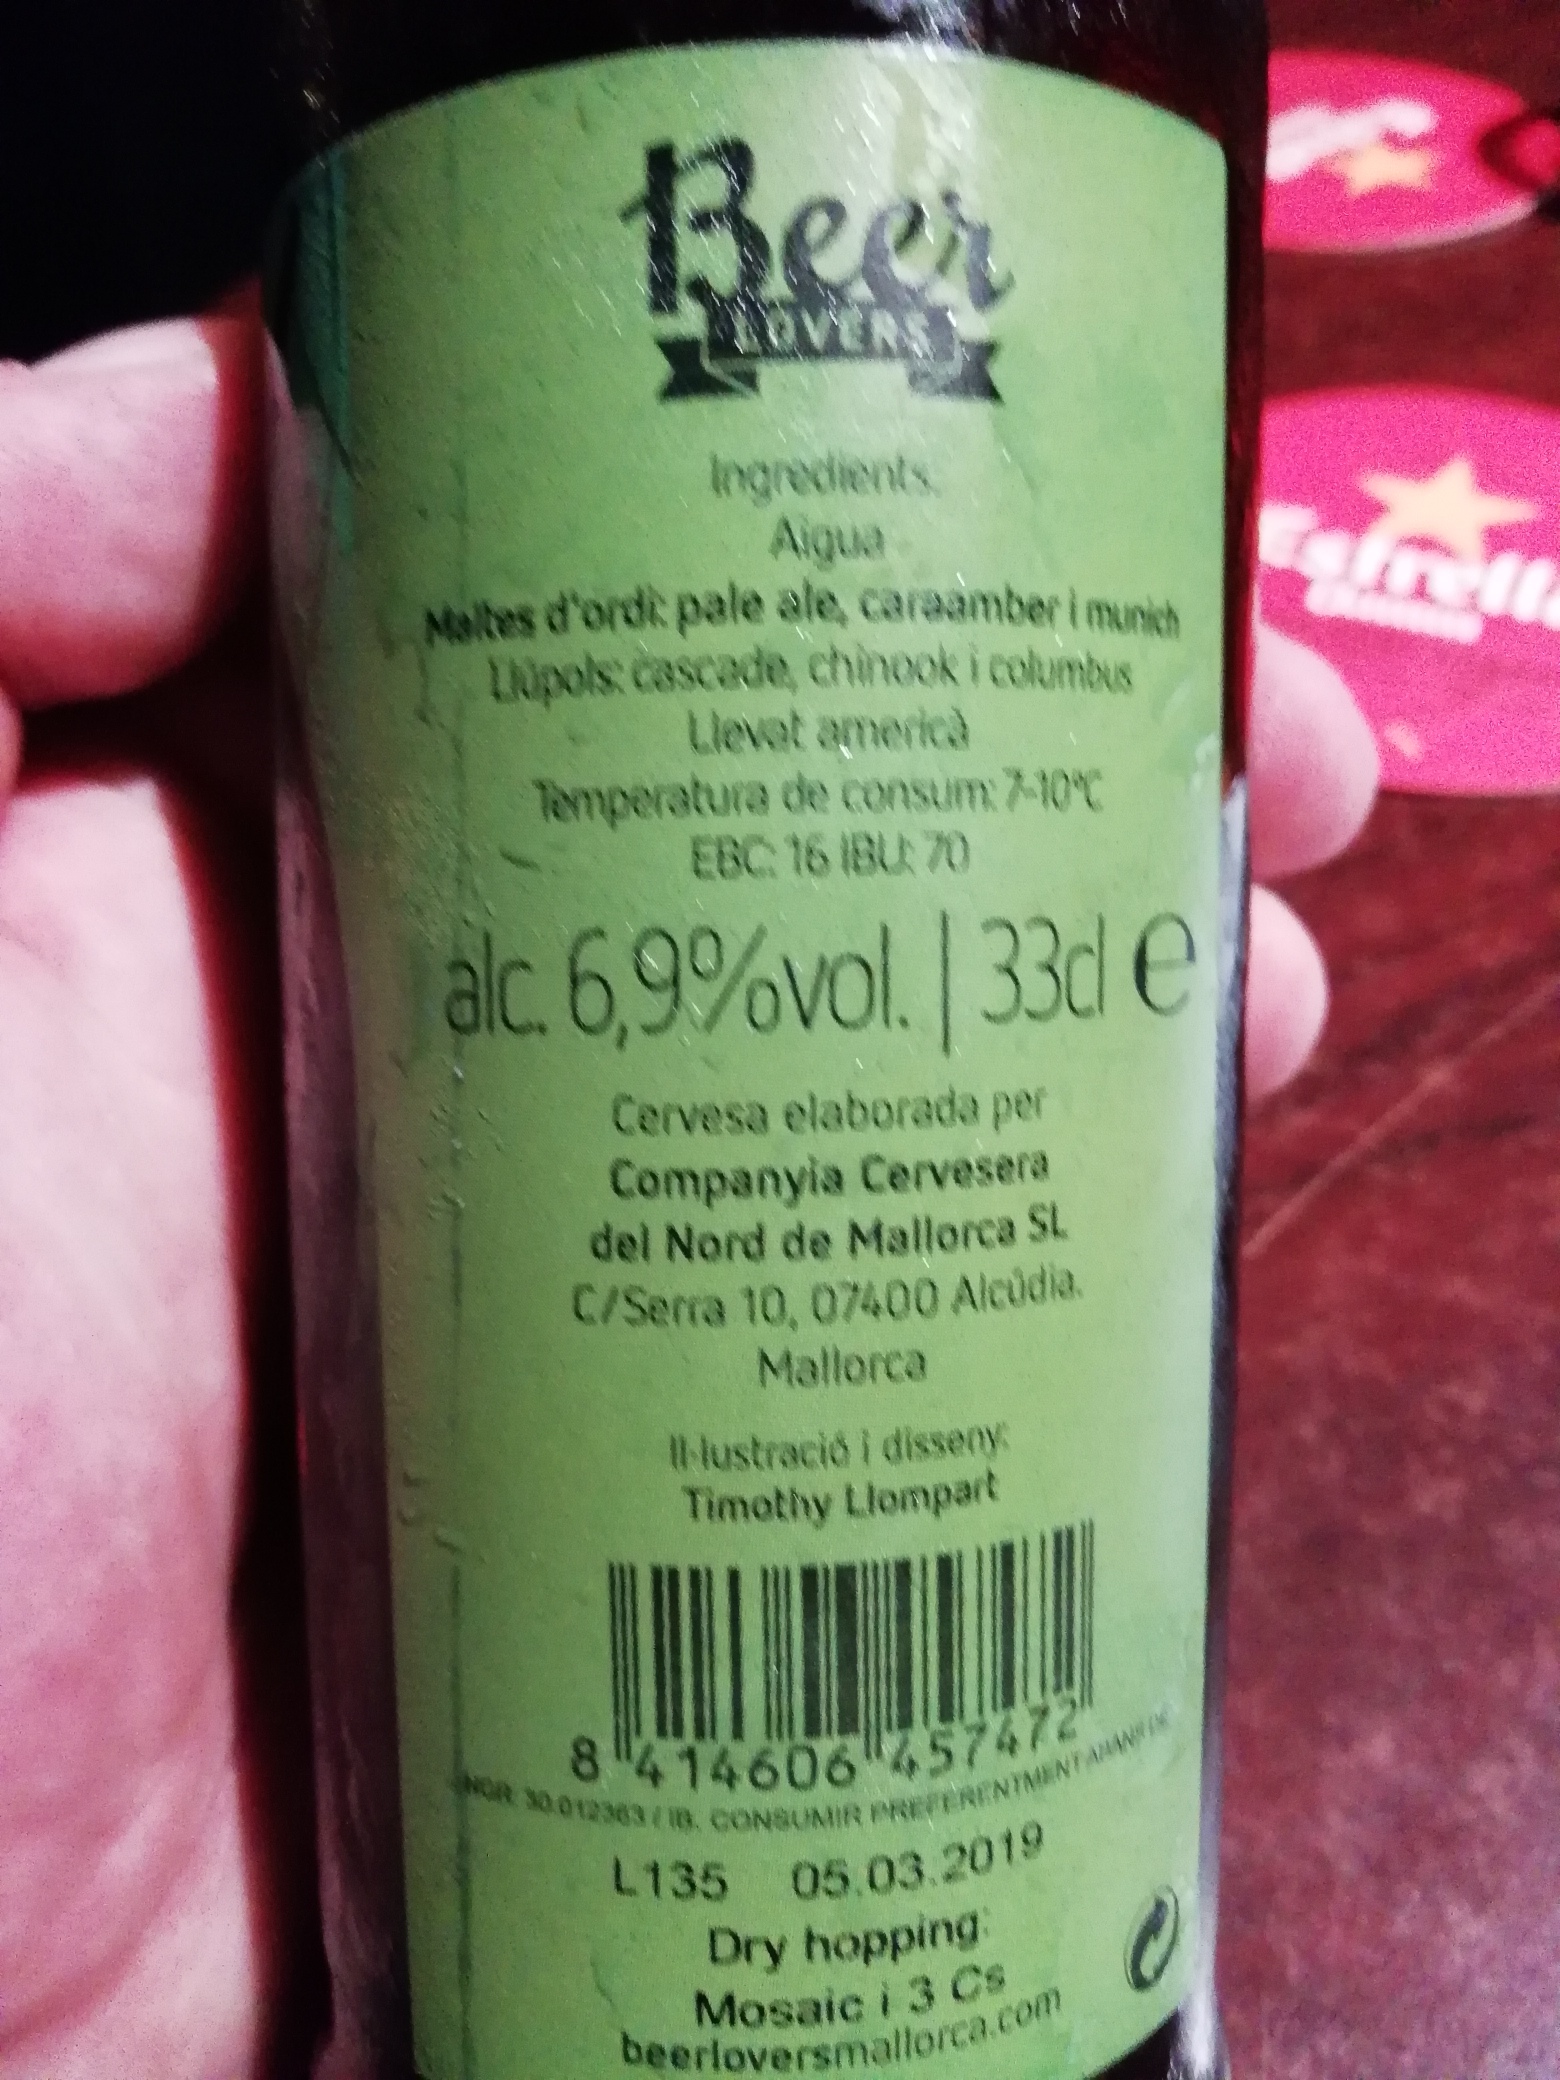 Beer
LOVERS
Ingredients:
Aigua
Maltes d'ordi: pale ale, caraamber i munich
Llúpols: cascade, chinook i columbus
Llevat americà
Temperatura de consum: 7-10°C
EBC: 16 IBU: 70
alc. 6,9%vol. | 33cl e
Cervesa elaborada per
Companyia Cervesera
del Nord de Mallorca SL
C/Serra 10, 07400 Alcúdia.
Mallorca
Il·lustració i disseny:
Timothy Llompart
8 414606 457472
30.012363 / IB. CONSUMIR PREFERENTMENT ABANS DE
L135 05.03.2019
Dry hopping:
Mosaic i 3 Cs
beerloversmallorca.com
Estrella